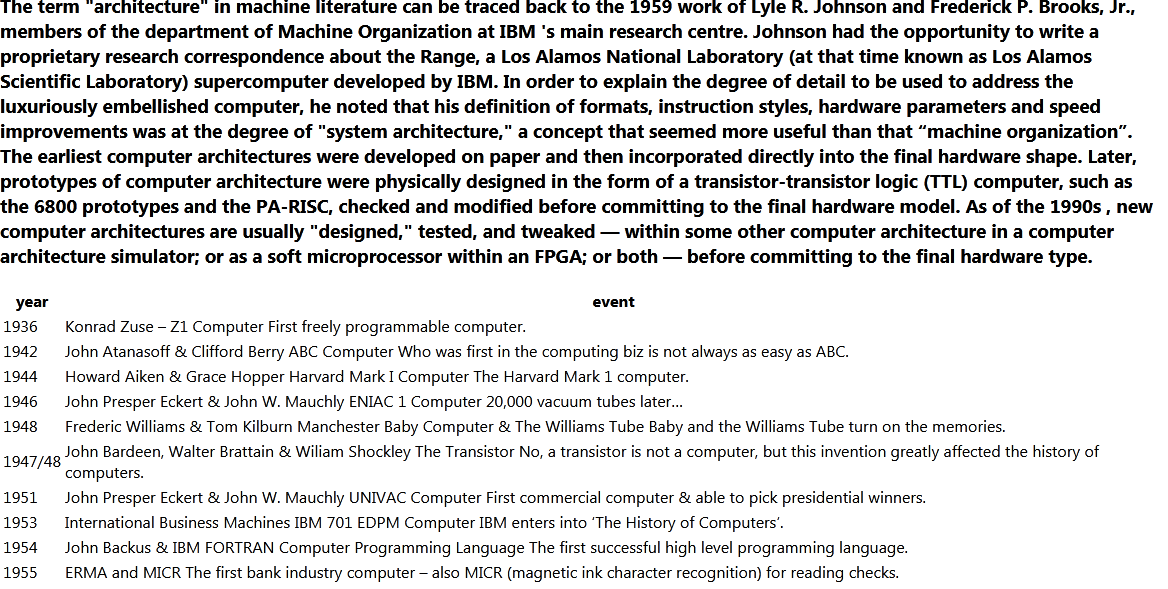 The term "architecture" in machine literature can be traced back to the 1959 work of Lyle R. Johnson and Frederick P. Brooks, Jr.,
members of the department of Machine Organization at IBM 's main research centre. Johnson had the opportunity to write a
proprietary research correspondence about the Range, a Los Alamos National Laboratory (at that time known as Los Alamos
Scientific Laboratory) supercomputer developed by IBM. In order to explain the degree of detail to be used to address the
luxuriously embellished computer, he noted that his definition of formats, instruction styles, hardware parameters and speed
improvements was at the degree of "system architecture," a concept that seemed more useful than that “machine organization”.
The earliest computer architectures were developed on paper and then incorporated directly into the final hardware shape. Later,
prototypes of computer architecture were physically designed in the form of a transistor-transistor logic (TTL) computer, such as
the 6800 prototypes and the PA-RISC, checked and modified before committing to the final hardware model. As of the 1990s , new
computer architectures are usually "designed," tested, and tweaked — within some other computer architecture in a computer
architecture simulator; or as a soft microprocessor within an FPGA; or both — before committing to the final hardware type.
year event
1936 Konrad Zuse – Z1 Computer First freely programmable computer.
1942 John Atanasoff & Clifford Berry ABC Computer Who was first in the computing biz is not always as easy as ABC.
1944 Howard Aiken & Grace Hopper Harvard Mark I Computer The Harvard Mark 1 computer.
1946 John Presper Eckert & John W. Mauchly ENIAC 1 Computer 20,000 vacuum tubes later...
1948 Frederic Williams & Tom Kilburn Manchester Baby Computer & The Williams Tube Baby and the Williams Tube turn on the memories.
1947/48 John Bardeen, Walter Brattain & Wiliam Shockley The Transistor No, a transistor is not a computer, but this invention greatly affected the history of
computers.
1951 John Presper Eckert & John W. Mauchly UNIVAC Computer First commercial computer & able to pick presidential winners.
1953 International Business Machines IBM 701 EDPM Computer IBM enters into ‘The History of Computers’.
1954 John Backus & IBM FORTRAN Computer Programming Language The first successful high level programming language.
1955 ERMA and MICR The first bank industry computer – also MICR (magnetic ink character recognition) for reading checks.